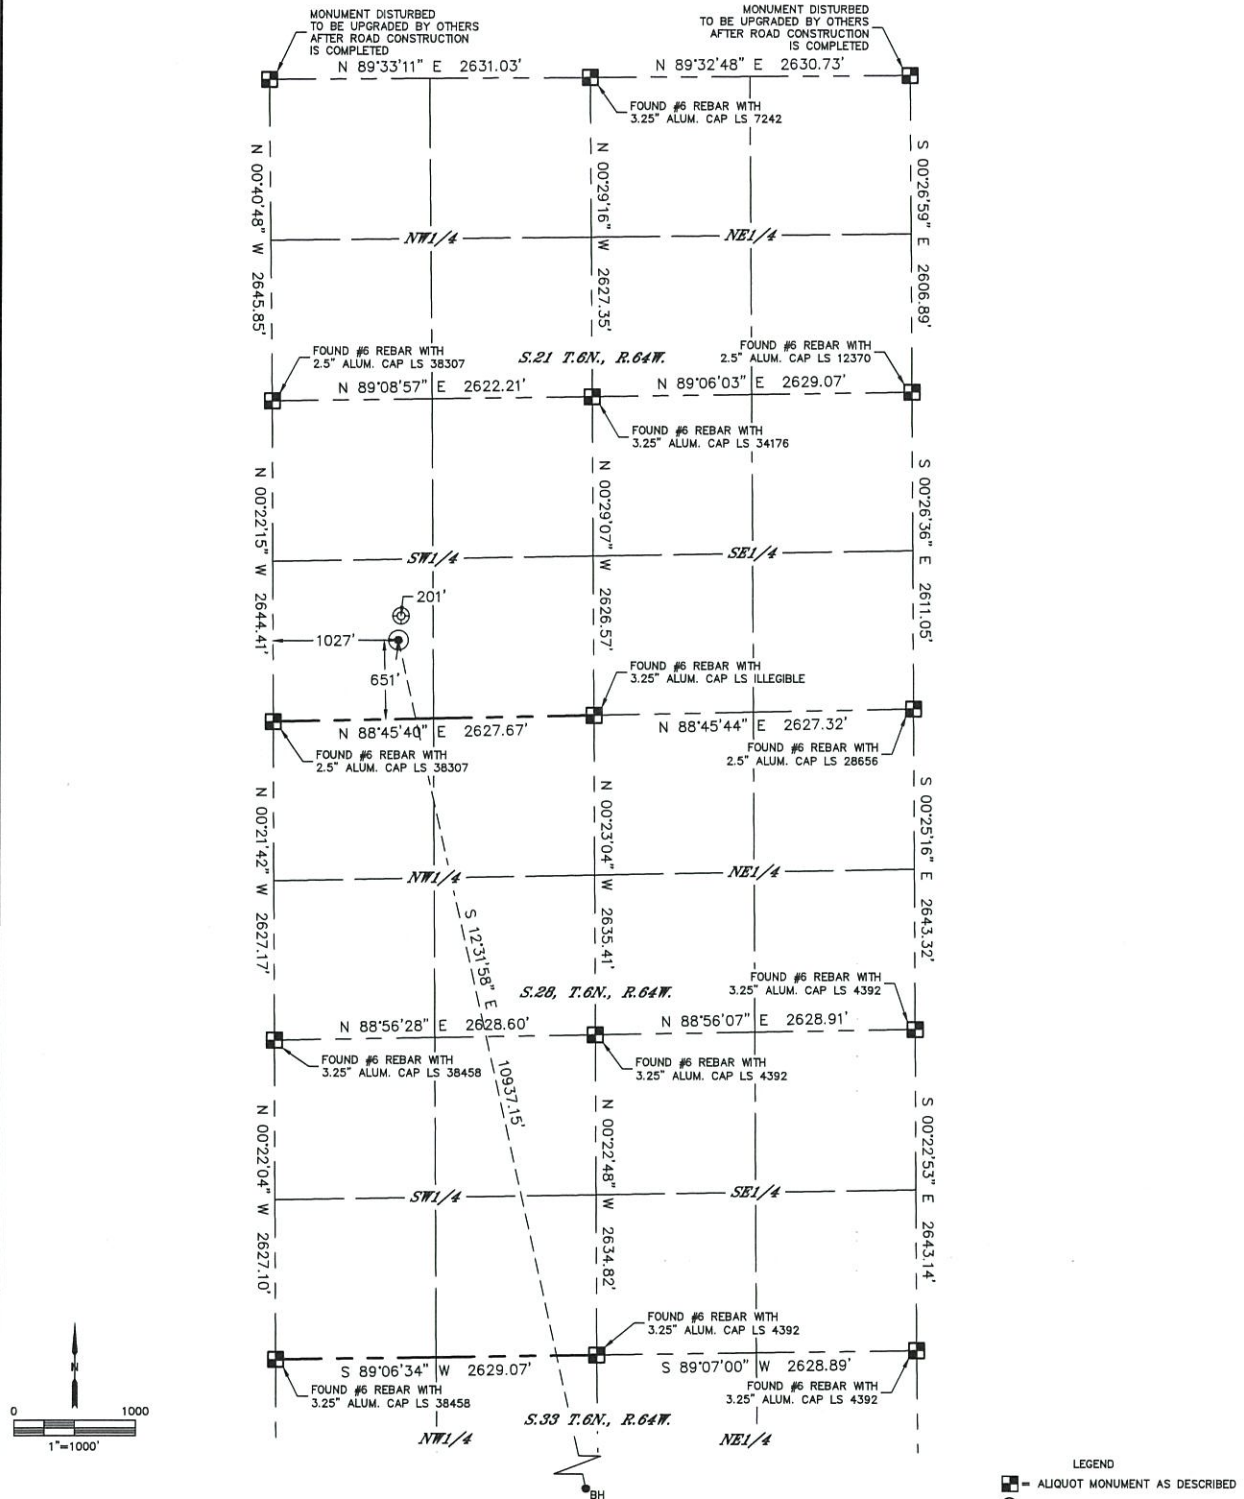 MONUMENT DISTURBED
TO BE UPGRADED BY OTHERS
AFTER ROAD CONSTRUCTION
IS COMPLETED
MONUMENT DISTURBED
TO BE UPGRADED BY OTHERS
AFTER ROAD CONSTRUCTION
IS COMPLETED
N 89°33'11" E 2631.03'
N 89°32'48" E 2630.73'
FOUND #6 REBAR WITH
3.25" ALUM. CAP LS 7242
N 00°40'48" W 2645.85'
N 00°29'16" W 2627.35'
S 00°26'59" E 2606.89'
NW1/4
NE1/4
FOUND #6 REBAR WITH
2.5" ALUM. CAP LS 38307
S.21 T.6N., R.64W.
FOUND #6 REBAR WITH
2.5" ALUM. CAP LS 12370
N 89°08'57" E 2622.21'
N 89°06'03" E 2629.07'
FOUND #6 REBAR WITH
3.25" ALUM. CAP LS 34176
N 00°22'15" W 2644.41'
N 00°29'07" W 2626.57'
S 00°26'36" E 2611.05'
SW1/4
SE1/4
201'
1027'
651'
FOUND #6 REBAR WITH
3.25" ALUM. CAP LS ILLEGIBLE
N 88°45'40" E 2627.67'
N 88°45'44" E 2627.32'
FOUND #6 REBAR WITH
2.5" ALUM. CAP LS 38307
FOUND #6 REBAR WITH
2.5" ALUM. CAP LS 28656
N 00°21'42" W 2627.17'
N 00°23'04" W 2635.41'
S 00°25'16" E 2643.32'
NW1/4
NE1/4
S 12°31'58" E 10937.15'
S.28, T.6N., R.64W.
FOUND #6 REBAR WITH
3.25" ALUM. CAP LS 4392
N 88°56'28" E 2628.60'
N 88°56'07" E 2628.91'
FOUND #6 REBAR WITH
3.25" ALUM. CAP LS 38458
FOUND #6 REBAR WITH
3.25" ALUM. CAP LS 4392
N 00°22'04" W 2627.10'
N 00°22'48" W 2634.82'
S 00°22'53" E 2643.14'
SW1/4
SE1/4
FOUND #6 REBAR WITH
3.25" ALUM. CAP LS 4392
S 89°06'34" W 2629.07'
S 89°07'00" W 2628.89'
FOUND #6 REBAR WITH
3.25" ALUM. CAP LS 38458
FOUND #6 REBAR WITH
3.25" ALUM. CAP LS 4392
N
0 1000
1"=1000'
S.33 T.6N., R.64W.
NW1/4
NE1/4
BH
LEGEND
= ALIQUOT MONUMENT AS DESCRIBED